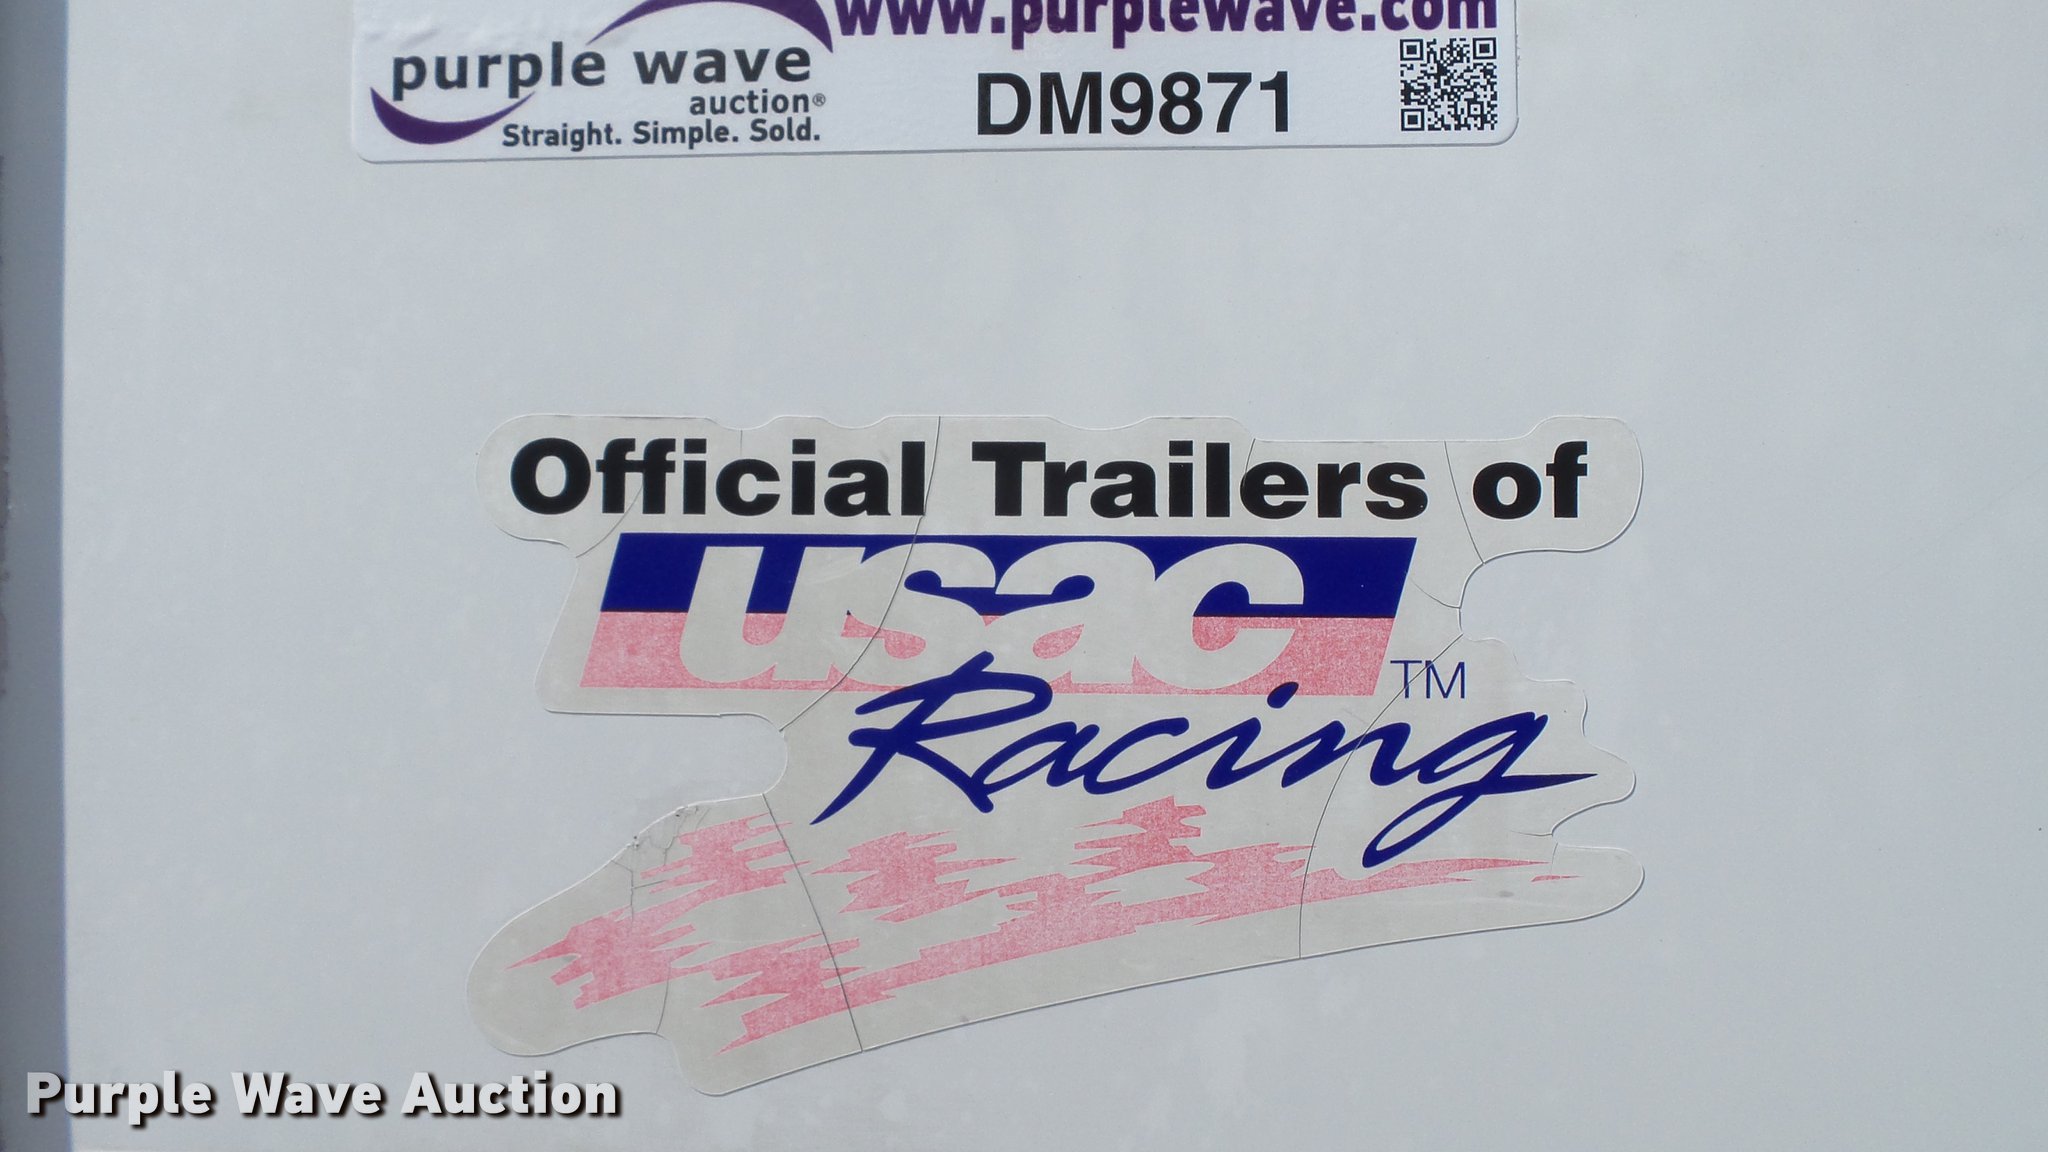 www.purplewave.com
purple wave
auction®
Straight. Simple. Sold.
DM9871
Official Trailers of
usac
TM
Racing
Purple Wave Auction